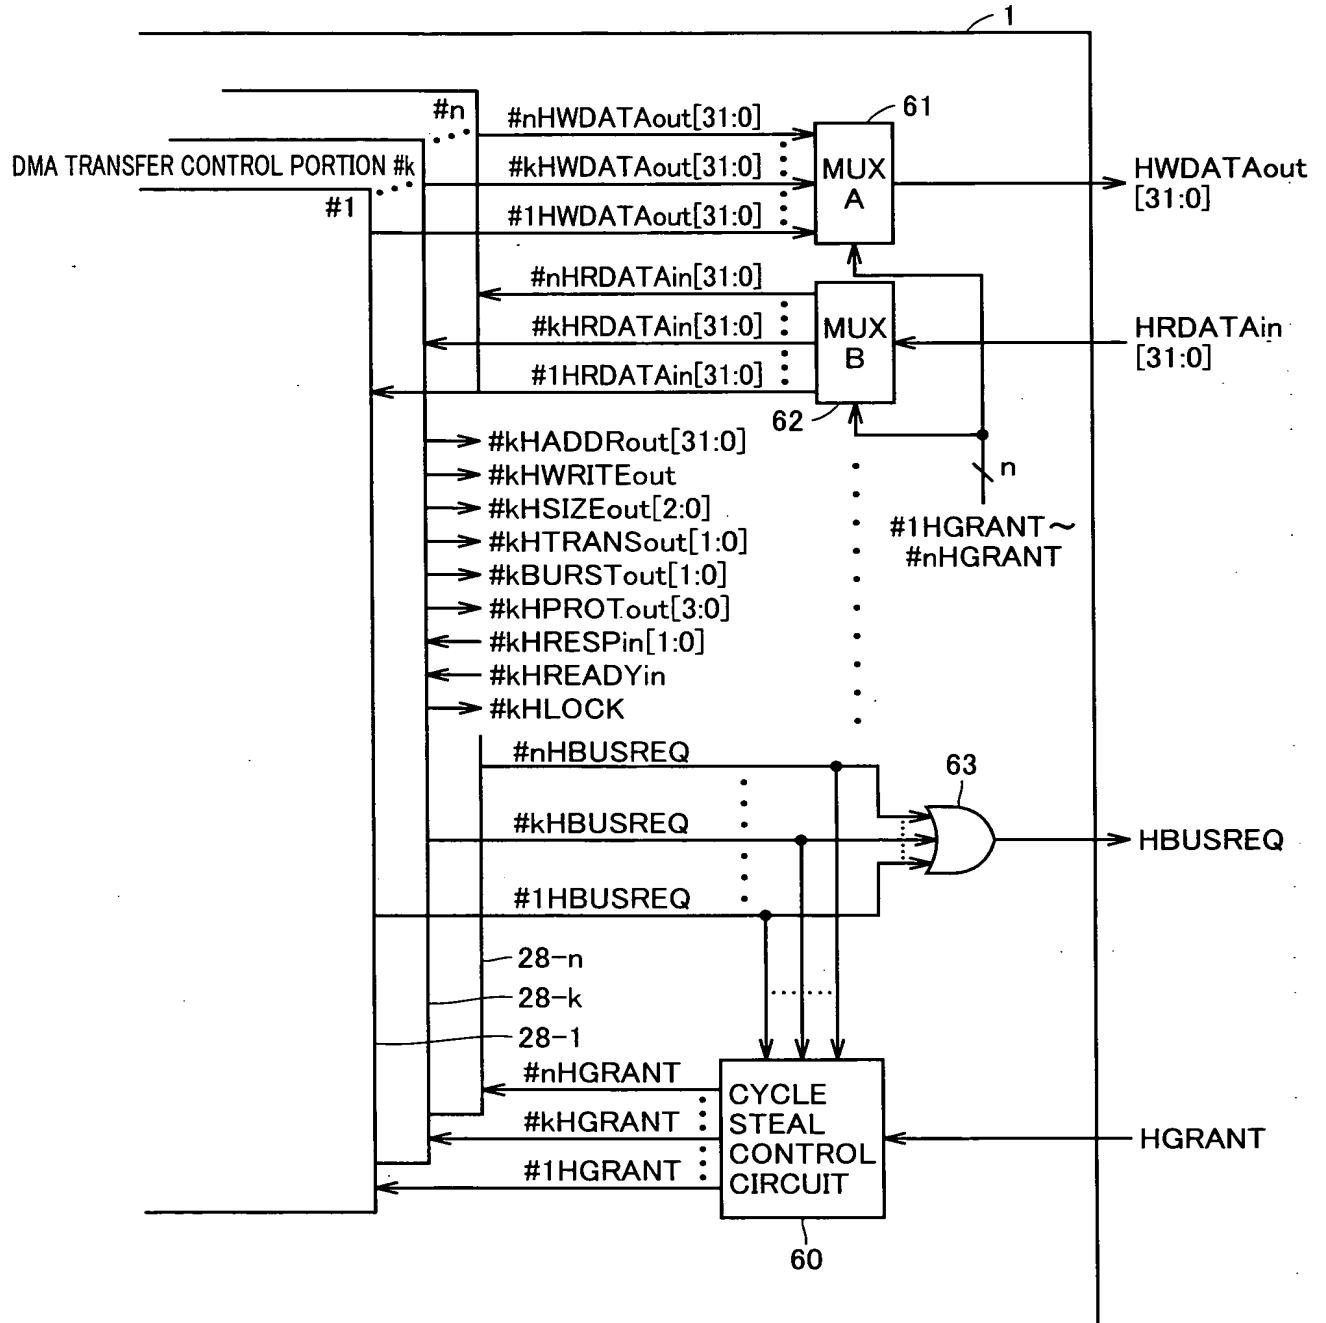 1
#n
#nHWDATAout[31:0]
61
DMA TRANSFER CONTROL PORTION #k
#kHWDATAout[31:0]
MUX
A
HWDATAout
[31:0]
#1
#1HWDATAout[31:0]
#nHRDATAin[31:0]
#kHRDATAin[31:0]
MUX
B
HRDATAin
[31:0]
#1HRDATAin[31:0]
62
n
#1HGRANT~
#nHGRANT
#kHADDRout[31:0]
#kHWRITEout
#kHSIZEout[2:0]
#kHTRANSout[1:0]
#kBURSTout[1:0]
#kHPROTout[3:0]
#kHRESPin[1:0]
#kHREADYin
#kHLOCK
#nHBUSREQ
63
#kHBUSREQ
HBUSREQ
#1HBUSREQ
28-n
28-k
28-1
#nHGRANT
#kHGRANT
#1HGRANT
CYCLE
STEAL
CONTROL
CIRCUIT
HGRANT
60